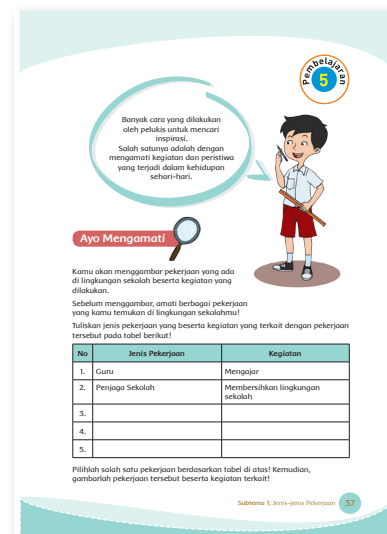 Pembelajaran
5
Banyak cara yang dilakukan
oleh pelukis untuk mencari
inspirasi.
Salah satunya adalah dengan
mengamati kegiatan dan peristiwa
yang terjadi dalam kehidupan
sehari-hari.
Ayo Mengamati
Kamu akan menggambar pekerjaan yang ada
di lingkungan sekolah beserta kegiatan yang
dilakukan.
Sebelum menggambar, amati berbagai pekerjaan
yang kamu temukan di lingkungan sekolahmu!
Tuliskan jenis pekerjaan yang beserta kegiatan yang terkait dengan pekerjaan
tersebut pada tabel berikut!
No Jenis Pekerjaan Kegiatan
1. Guru Mengajar
2. Penjaga Sekolah Membersihkan lingkungan
sekolah
3.
4.
5.
Pilihlah salah satu pekerjaan berdasarkan tabel di atas! Kemudian,
gambarlah pekerjaan tersebut beserta kegiatan terkait!
Subtema 1: Jenis-jenis Pekerjaan 37